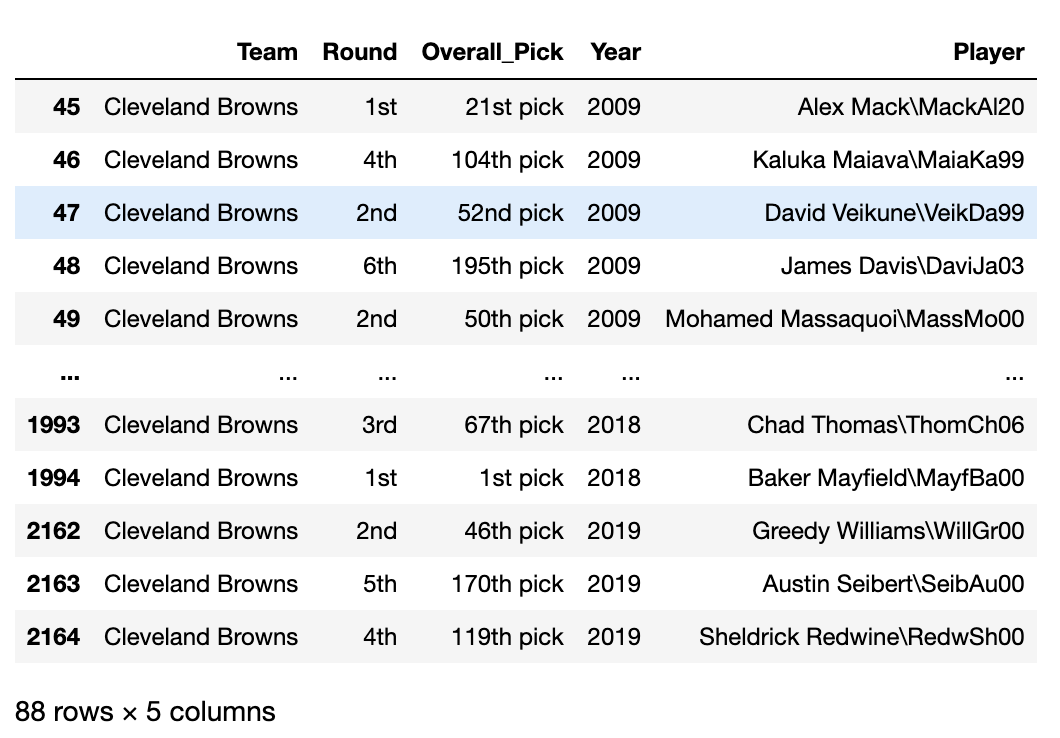 Team Round Overall_Pick Year Player
45 Cleveland Browns 1st 21st pick 2009 Alex Mack\MackAl20
46 Cleveland Browns 4th 104th pick 2009 Kaluka Maiava\MaiaKa99
47 Cleveland Browns 2nd 52nd pick 2009 David Veikune\VeikDa99
48 Cleveland Browns 6th 195th pick 2009 James Davis\DaviJa03
49 Cleveland Browns 2nd 50th pick 2009 Mohamed Massaquoi\MassMo00
... ... ... ... ... ...
1993 Cleveland Browns 3rd 67th pick 2018 Chad Thomas\ThomCh06
1994 Cleveland Browns 1st 1st pick 2018 Baker Mayfield\MayfBa00
2162 Cleveland Browns 2nd 46th pick 2019 Greedy Williams\WillGr00
2163 Cleveland Browns 5th 170th pick 2019 Austin Seibert\SeibAu00
2164 Cleveland Browns 4th 119th pick 2019 Sheldrick Redwine\RedwSh00
88 rows × 5 columns